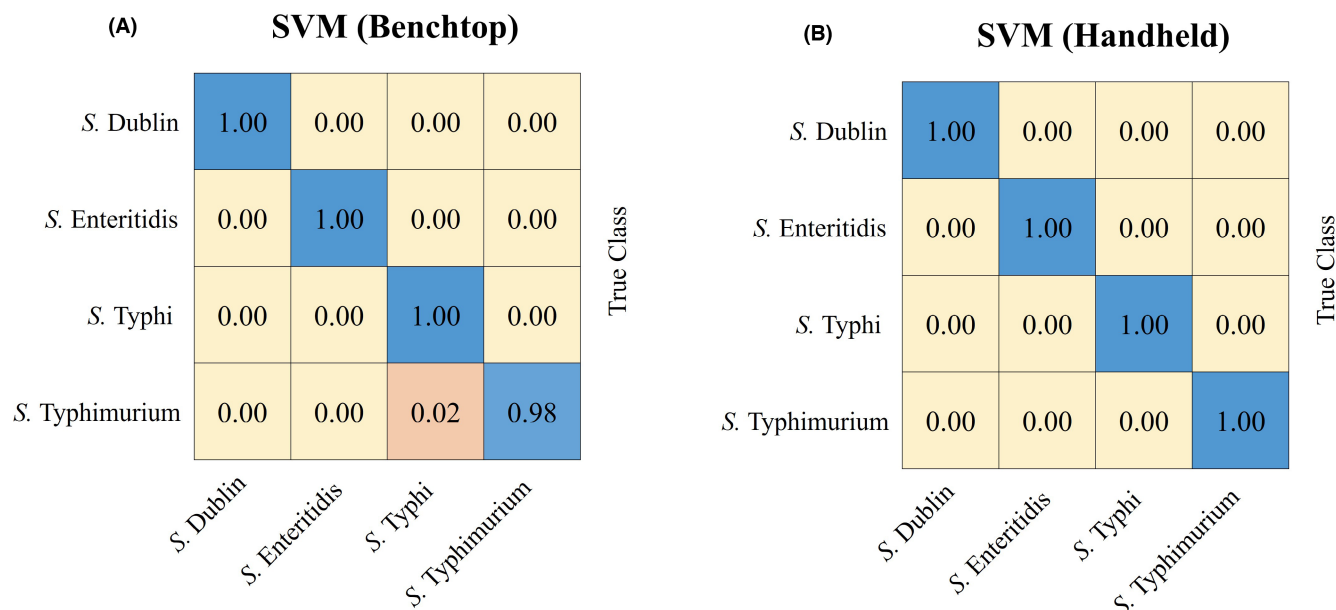 (A)
SVM (Benchtop)
S. Dublin 1.00 0.00 0.00 0.00
S. Enteritidis 0.00 1.00 0.00 0.00
S. Typhi 0.00 0.00 1.00 0.00
S. Typhimurium 0.00 0.00 0.02 0.98
True Class
S. Dublin
S. Enteritidis
S. Typhi
S. Typhimurium
(B)
SVM (Handheld)
S. Dublin 1.00 0.00 0.00 0.00
S. Enteritidis 0.00 1.00 0.00 0.00
S. Typhi 0.00 0.00 1.00 0.00
S. Typhimurium 0.00 0.00 0.00 1.00
True Class
S. Dublin
S. Enteritidis
S. Typhi
S. Typhimurium